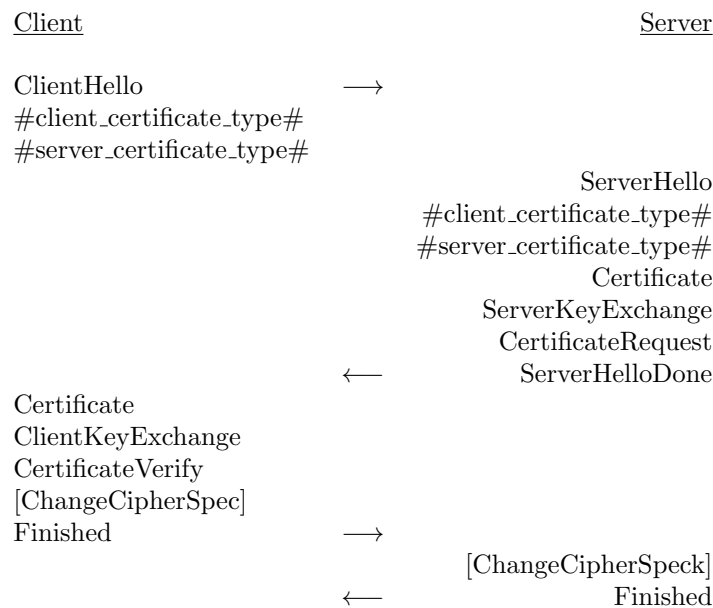 Client Server
ClientHello ⟶
#client_certificate_type#
#server_certificate_type#
ServerHello
#client_certificate_type#
#server_certificate_type#
Certificate
ServerKeyExchange
CertificateRequest
⟵ ServerHelloDone
Certificate
ClientKeyExchange
CertificateVerify
[ChangeCipherSpec]
Finished ⟶
[ChangeCipherSpeck]
⟵ Finished